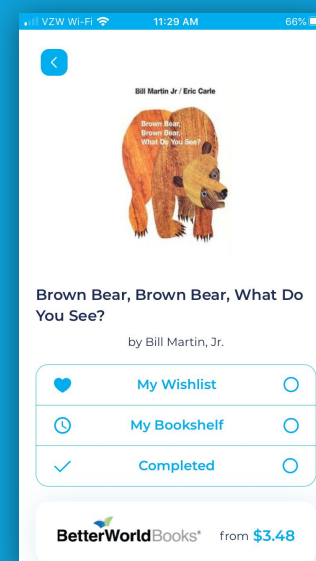 VZW Wi-Fi 11:29 AM 66%
Bill Martin Jr / Eric Carle
Brown Bear,
Brown Bear,
What Do You See?
Brown Bear, Brown Bear, What Do
You See?
by Bill Martin, Jr.
My Wishlist
My Bookshelf
Completed
BetterWorldBooks from $3.48